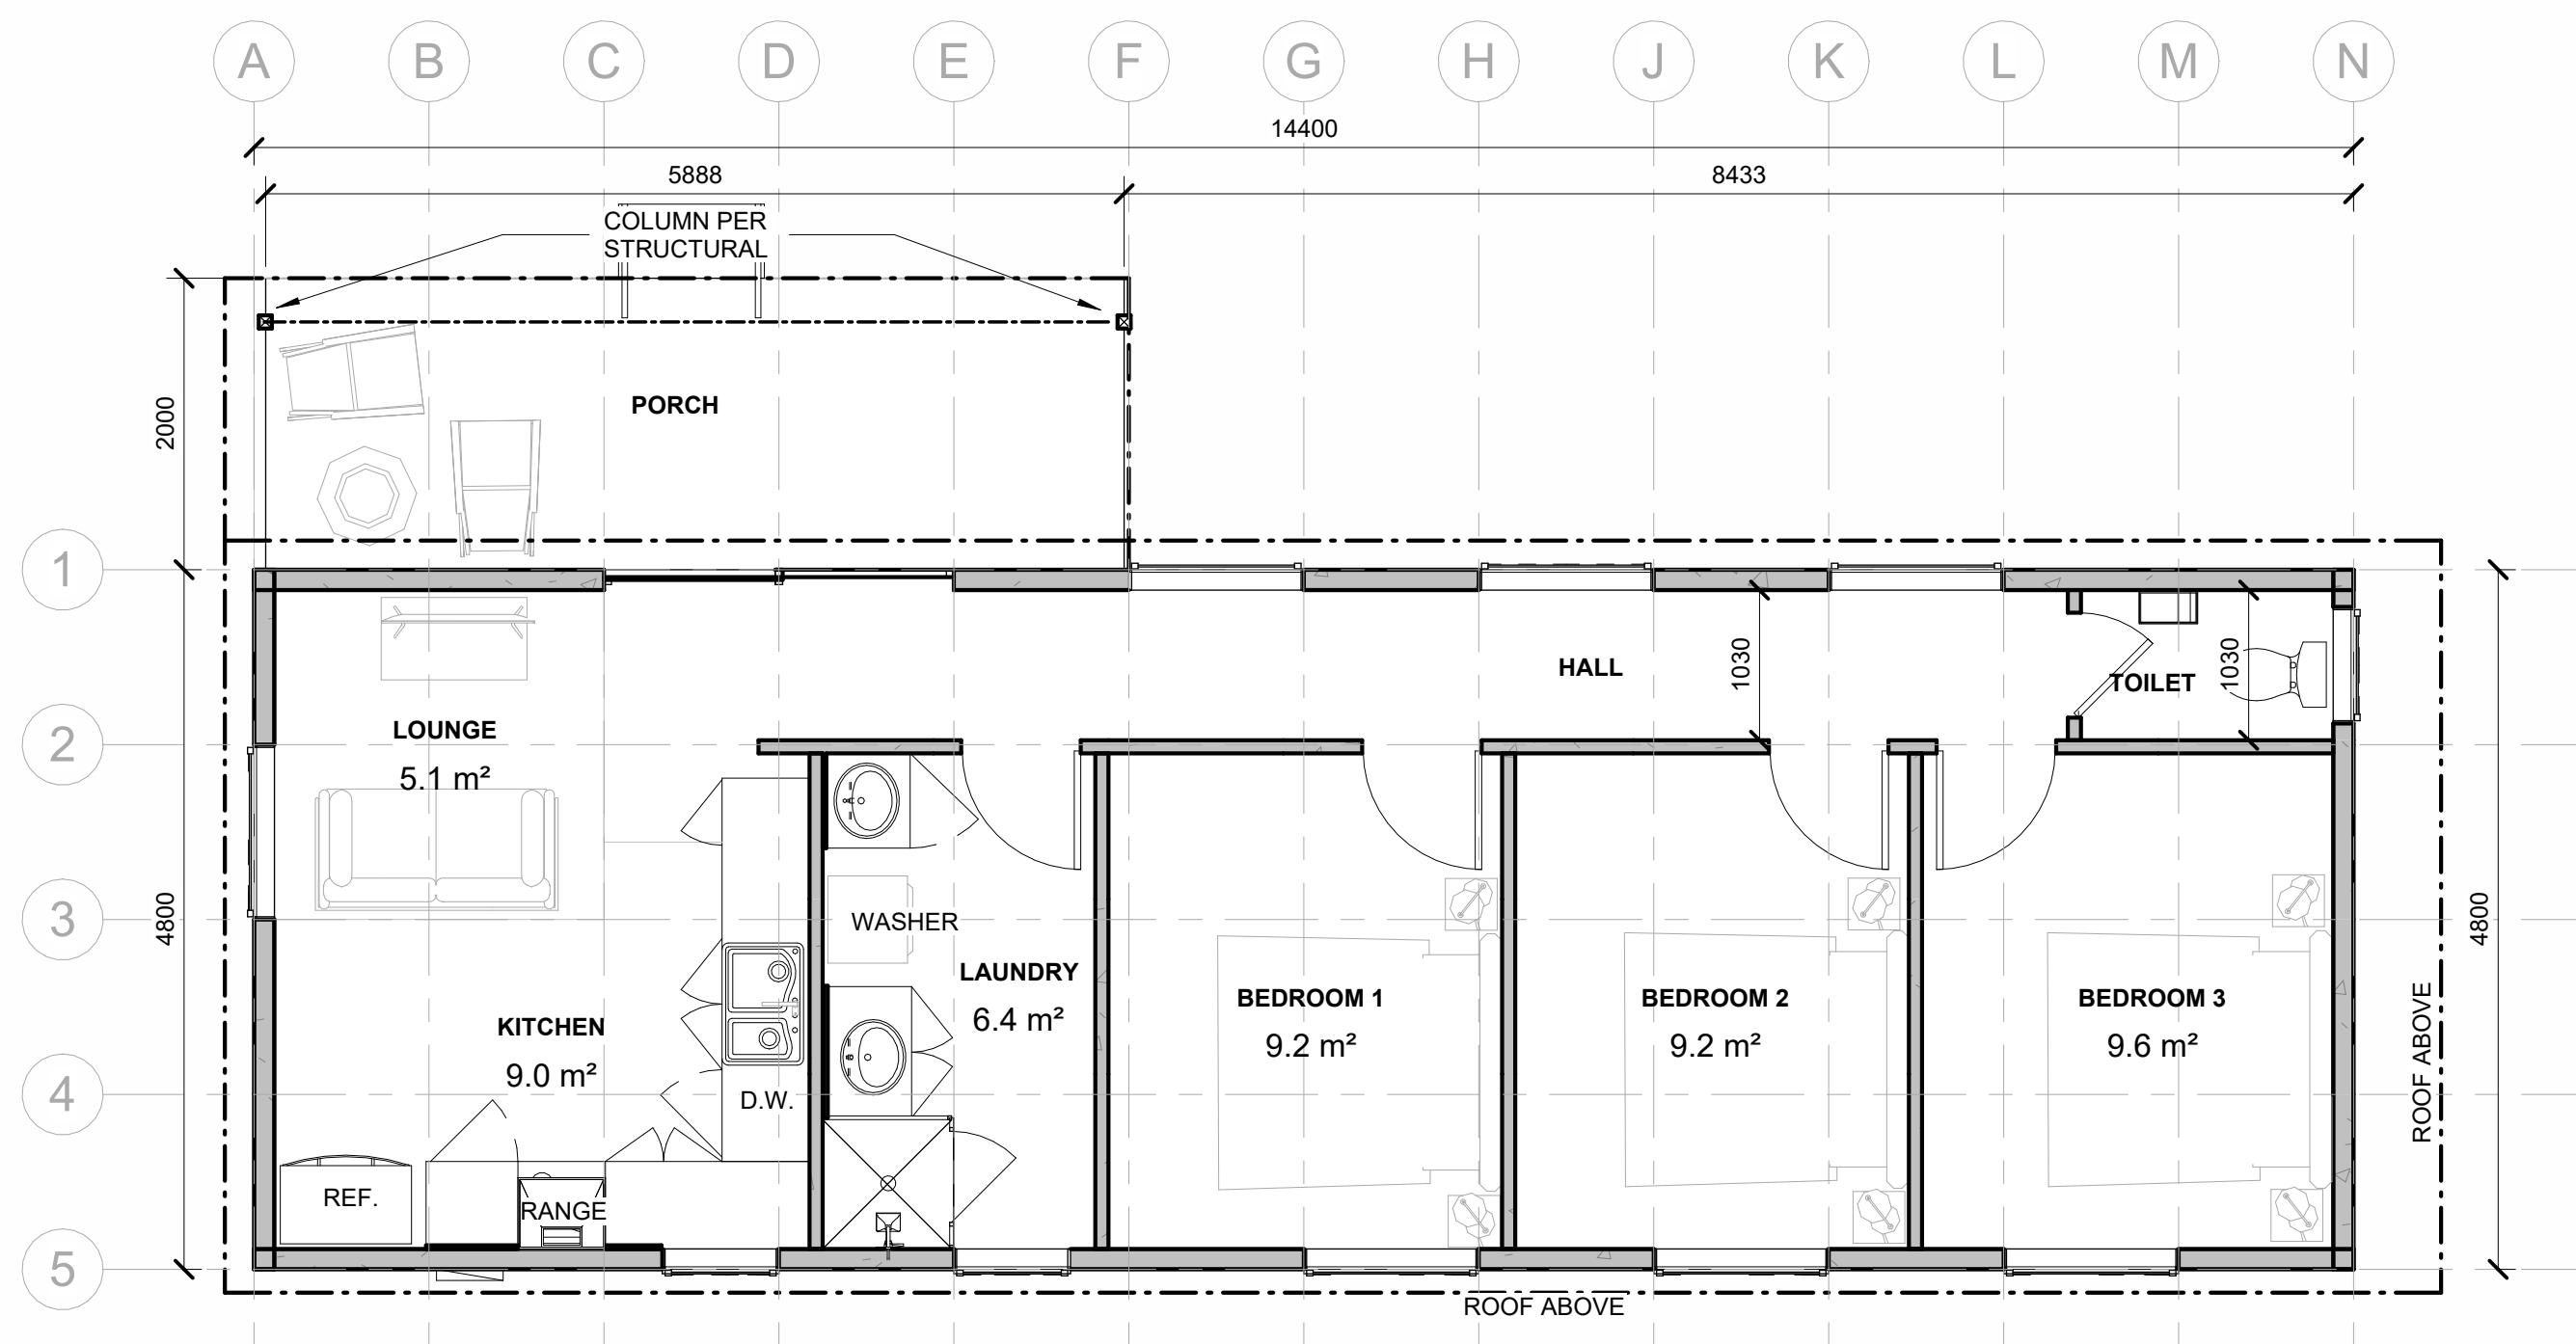 A B C D E F G H J K L M N
14400
5888 8433
COLUMN PER
STRUCTURAL
2000
PORCH
1
HALL
1030
TOILET
1030
LOUNGE
5.1 m²
2
WASHER
3
4800
4800
LAUNDRY
6.4 m²
KITCHEN
9.0 m²
BEDROOM 1
9.2 m²
BEDROOM 2
9.2 m²
BEDROOM 3
9.6 m²
ROOF ABOVE
4
D.W.
REF.
RANGE
5
ROOF ABOVE